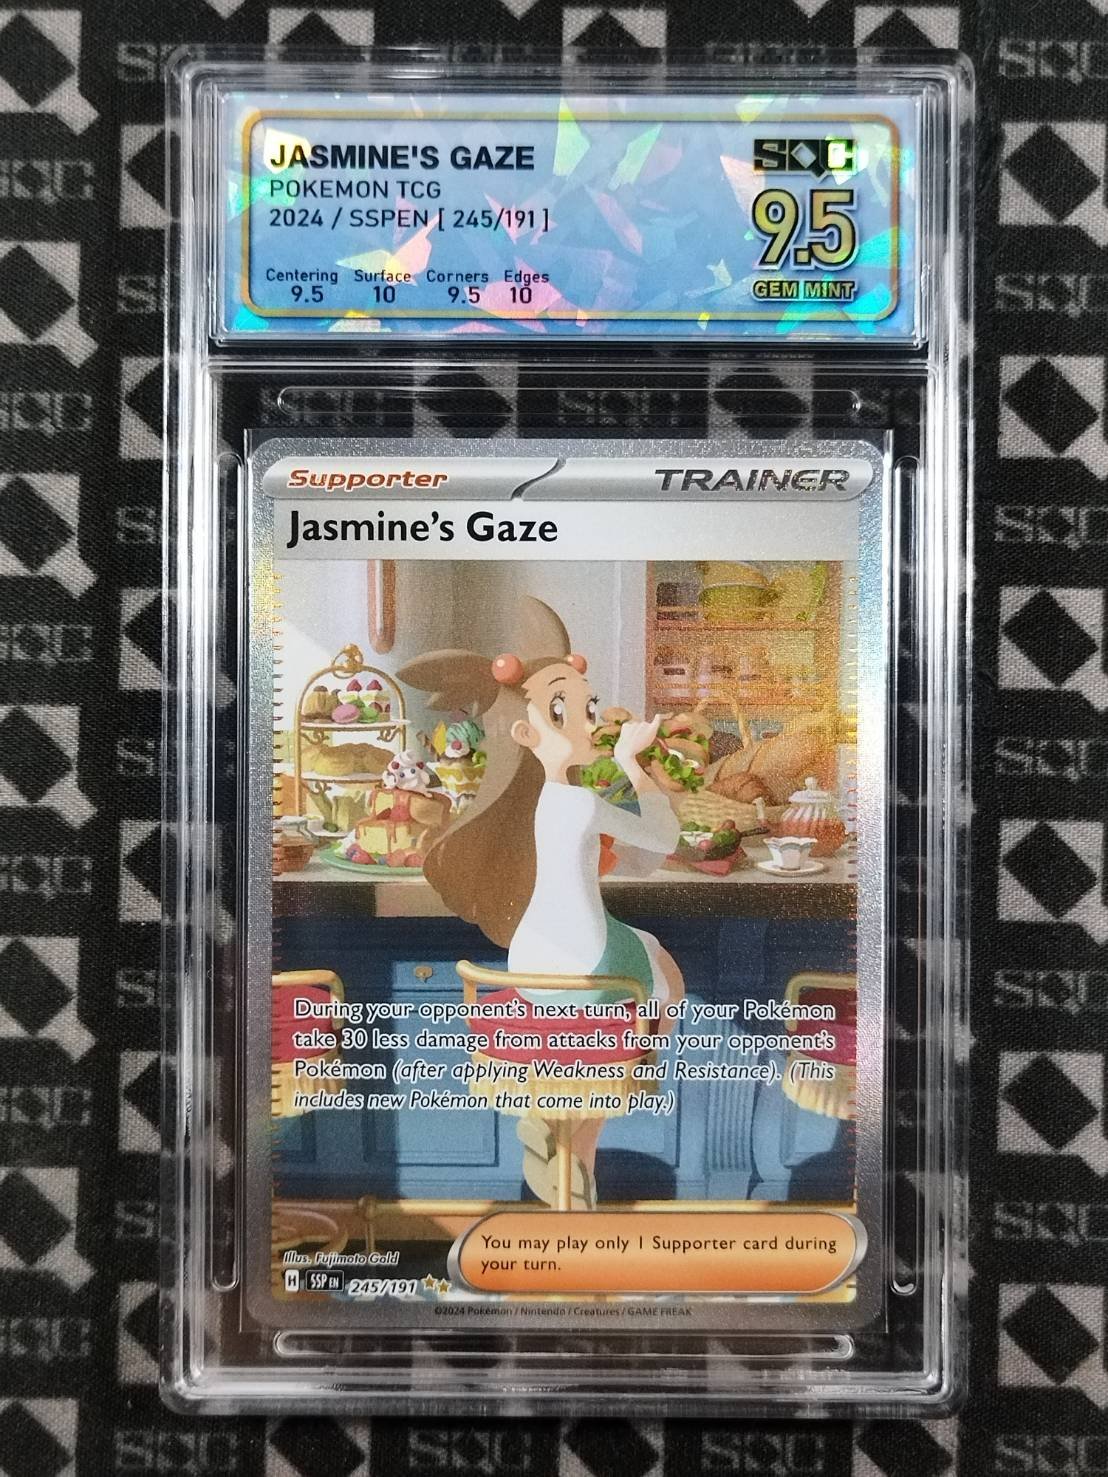 JASMINE'S GAZE
POKEMON TCG
2024 / SSPEN [ 245/191 ]
Centering Surface Corners Edges
9.5 10 9.5 10
SQC
9.5
GEM MINT
Supporter
TRAINER
Jasmine's Gaze
During your opponent's next turn, all of your Pokémon
take 30 less damage from attacks from your opponent's
Pokémon (after applying Weakness and Resistance). (This
includes new Pokémon that come into play.)
You may play only 1 Supporter card during
your turn.
Illus. Fujimoto Gold
H SSP EN 245/191
©2024 Pokémon / Nintendo / Creatures / GAME FREAK